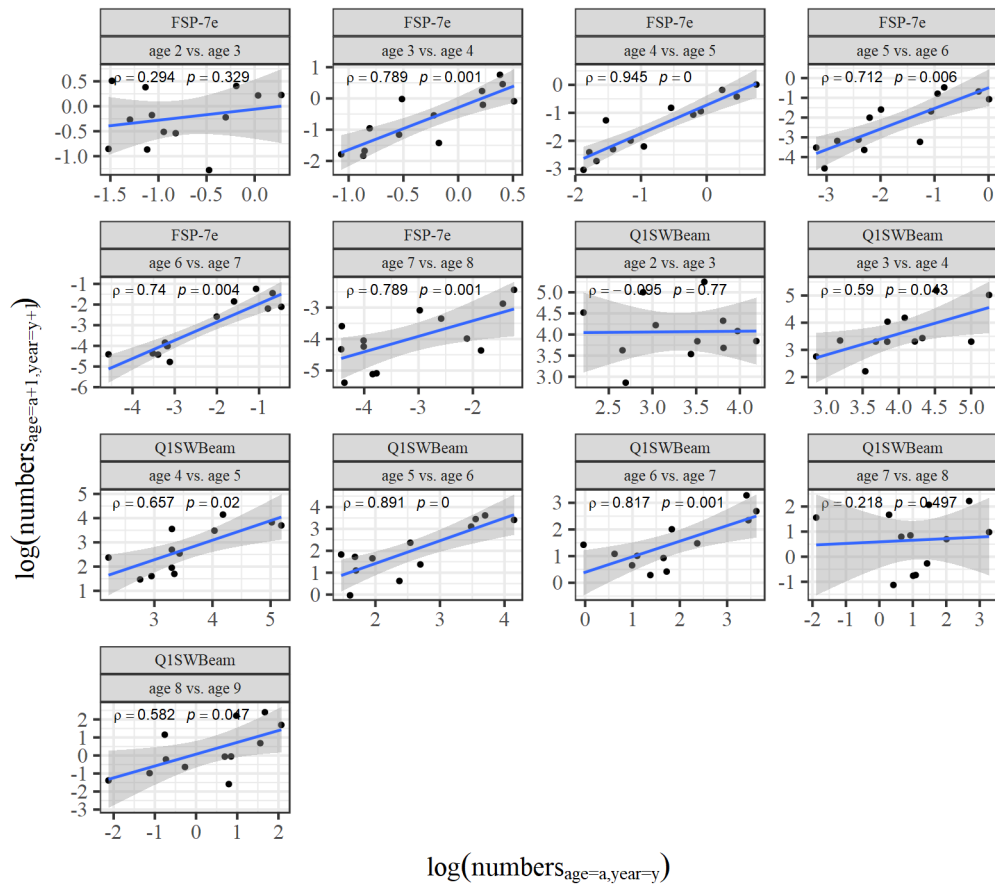 FSP-7e
age 2 vs. age 3
ρ = 0.294 p = 0.329
0.5
0.0
-0.5
-1.0
-1.5 -1.0 -0.5 0.0
FSP-7e
age 3 vs. age 4
ρ = 0.789 p = 0.001
1
0
-1
-2
-1.0 -0.5 0.0 0.5
FSP-7e
age 4 vs. age 5
ρ = 0.945 p = 0
0
-1
-2
-3
-2 -1 0
FSP-7e
age 5 vs. age 6
ρ = 0.712 p = 0.006
0
-1
-2
-3
-4
-3 -2 -1 0
FSP-7e
age 6 vs. age 7
ρ = 0.74 p = 0.004
-1
-2
-3
-4
-5
-6
-4 -3 -2 -1
FSP-7e
age 7 vs. age 8
ρ = 0.789 p = 0.001
-3
-4
-5
-4 -3 -2
Q1SWBeam
age 2 vs. age 3
ρ = −0.095 p = 0.77
5.0
4.5
4.0
3.5
3.0
2.5 3.0 3.5 4.0
Q1SWBeam
age 3 vs. age 4
ρ = 0.59 p = 0.043
5
4
3
2
3.0 3.5 4.0 4.5 5.0
Q1SWBeam
age 4 vs. age 5
ρ = 0.657 p = 0.02
5
4
3
2
1
3 4 5
Q1SWBeam
age 5 vs. age 6
ρ = 0.891 p = 0
4
3
2
1
0
2 3 4
Q1SWBeam
age 6 vs. age 7
ρ = 0.817 p = 0.001
3
2
1
0
0 1 2 3
Q1SWBeam
age 7 vs. age 8
ρ = 0.218 p = 0.497
2
1
0
-1
-2 -1 0 1 2 3
Q1SWBeam
age 8 vs. age 9
ρ = 0.582 p = 0.047
2
1
0
-1
-2
-3
-2 -1 0 1 2
log(numbers age=a+1,year=y+1)
log(numbers age=a,year=y)